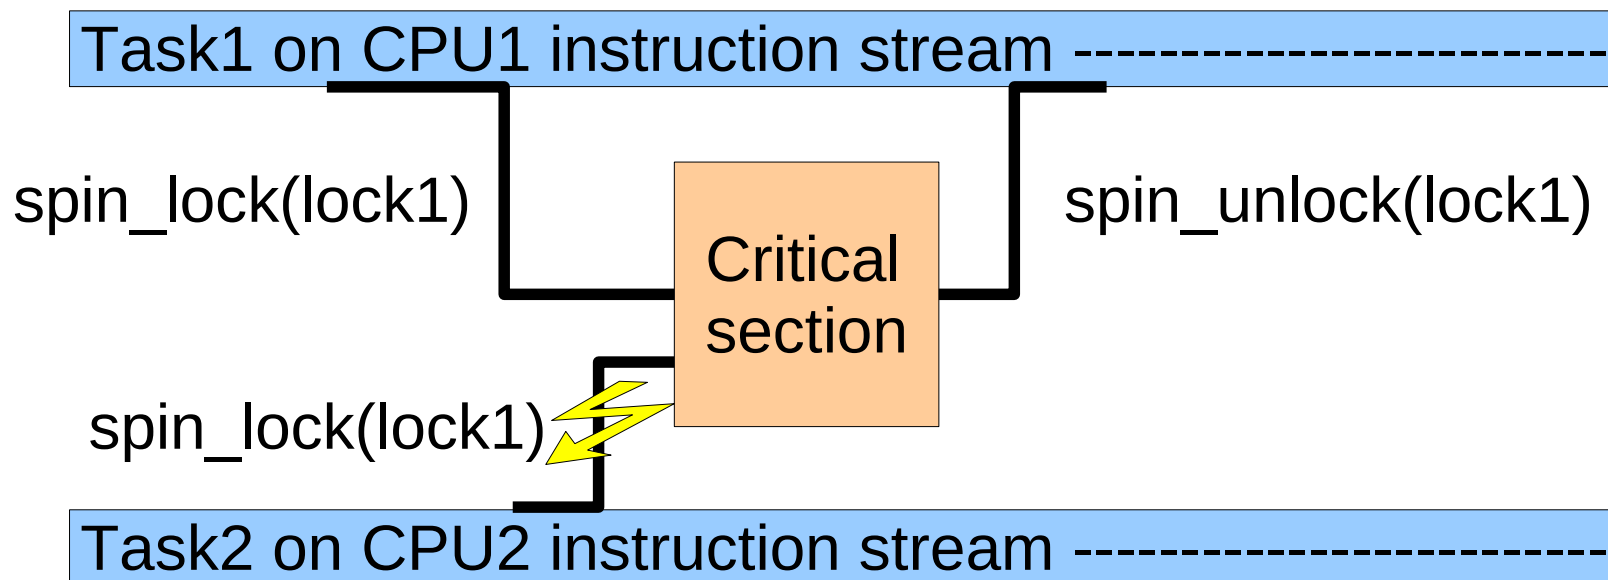 Task1 on CPU1 instruction stream
spin_lock(lock1)
spin_unlock(lock1)
Critical
section
spin_lock(lock1)
Task2 on CPU2 instruction stream